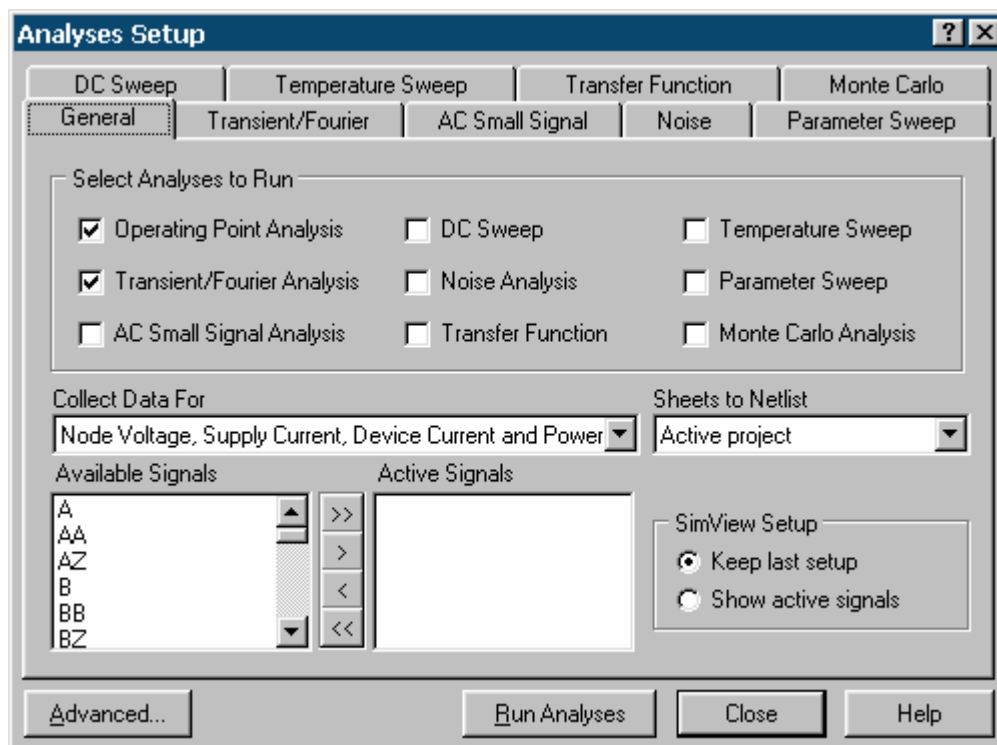 Analyses Setup
DC Sweep Temperature Sweep Transfer Function Monte Carlo
General Transient/Fourier AC Small Signal Noise Parameter Sweep
Select Analyses to Run
Operating Point Analysis DC Sweep Temperature Sweep
Transient/Fourier Analysis Noise Analysis Parameter Sweep
AC Small Signal Analysis Transfer Function Monte Carlo Analysis
Collect Data For Sheets to Netlist
Node Voltage, Supply Current, Device Current and Power Active project
Available Signals Active Signals
A
AA
AZ
B
BB
BZ
>>
>
<
<<
SimView Setup
Keep last setup
Show active signals
Advanced... Run Analyses Close Help